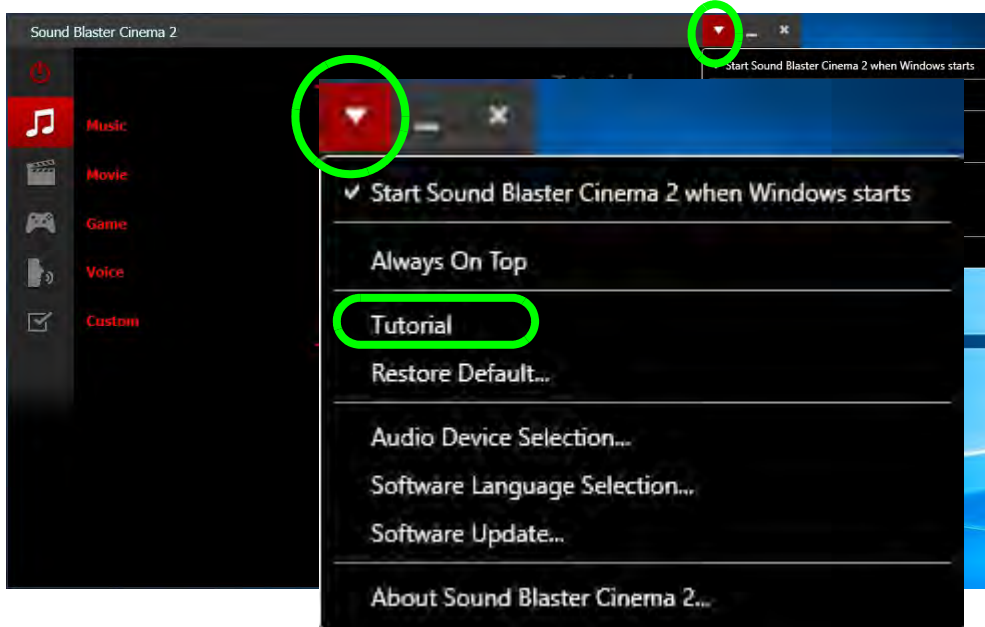 Sound Blaster Cinema 2
Start Sound Blaster Cinema 2 when Windows starts
Tutorial
Music
Movie
Game
Voice
Custom
Start Sound Blaster Cinema 2 when Windows starts
Always On Top
Tutorial
Restore Default...
Audio Device Selection...
Software Language Selection...
Software Update...
About Sound Blaster Cinema 2...